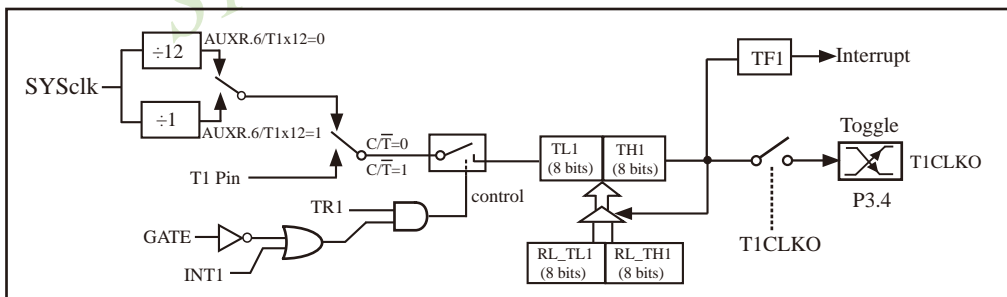 ÷12
AUXR.6/T1x12=0
SYSclk
÷1
AUXR.6/T1x12=1
C/T̅=0
C/T̅=1
T1 Pin
TR1
GATE
INT1
control
TL1
(8 bits)
TH1
(8 bits)
RL_TL1
(8 bits)
RL_TH1
(8 bits)
TF1
Interrupt
Toggle
T1CLKO
P3.4
T1CLKO